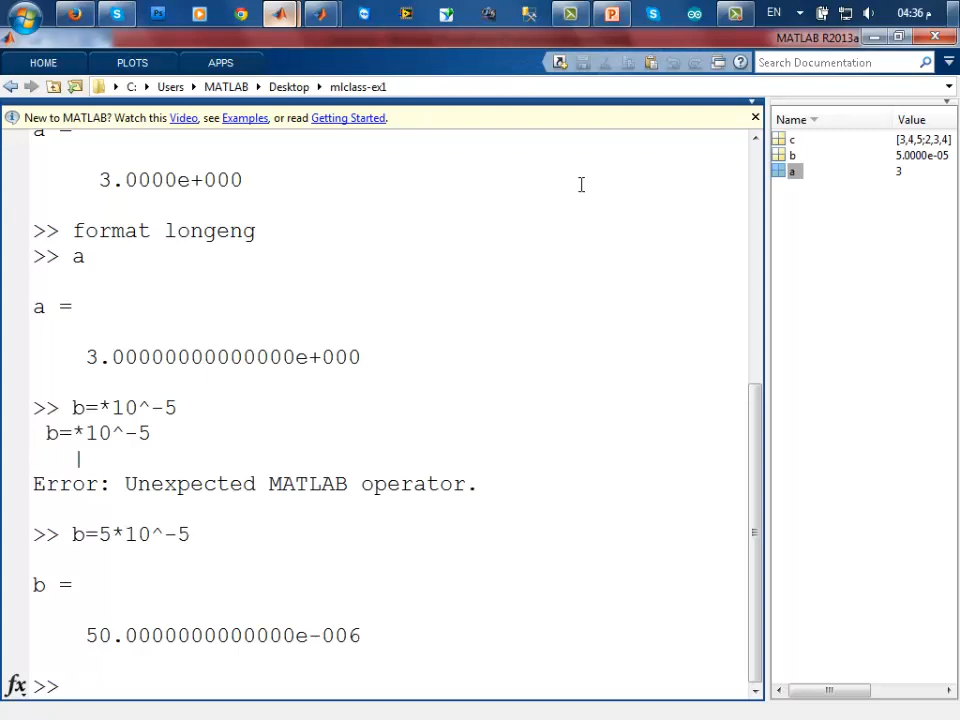 EN
04:36 م
MATLAB R2013a
HOME PLOTS APPS
Search Documentation
C: Users MATLAB Desktop mlclass-ex1
New to MATLAB? Watch this Video, see Examples, or read Getting Started.
Name Value
c [3,4,5;2,3,4]
b 5.0000e-05
a 3
a =
3.0000e+000
>> format longeng
>> a
a =
3.00000000000000e+000
>> b=*10^-5
b=*10^-5
|
Error: Unexpected MATLAB operator.
>> b=5*10^-5
b =
50.0000000000000e-006
fx >>